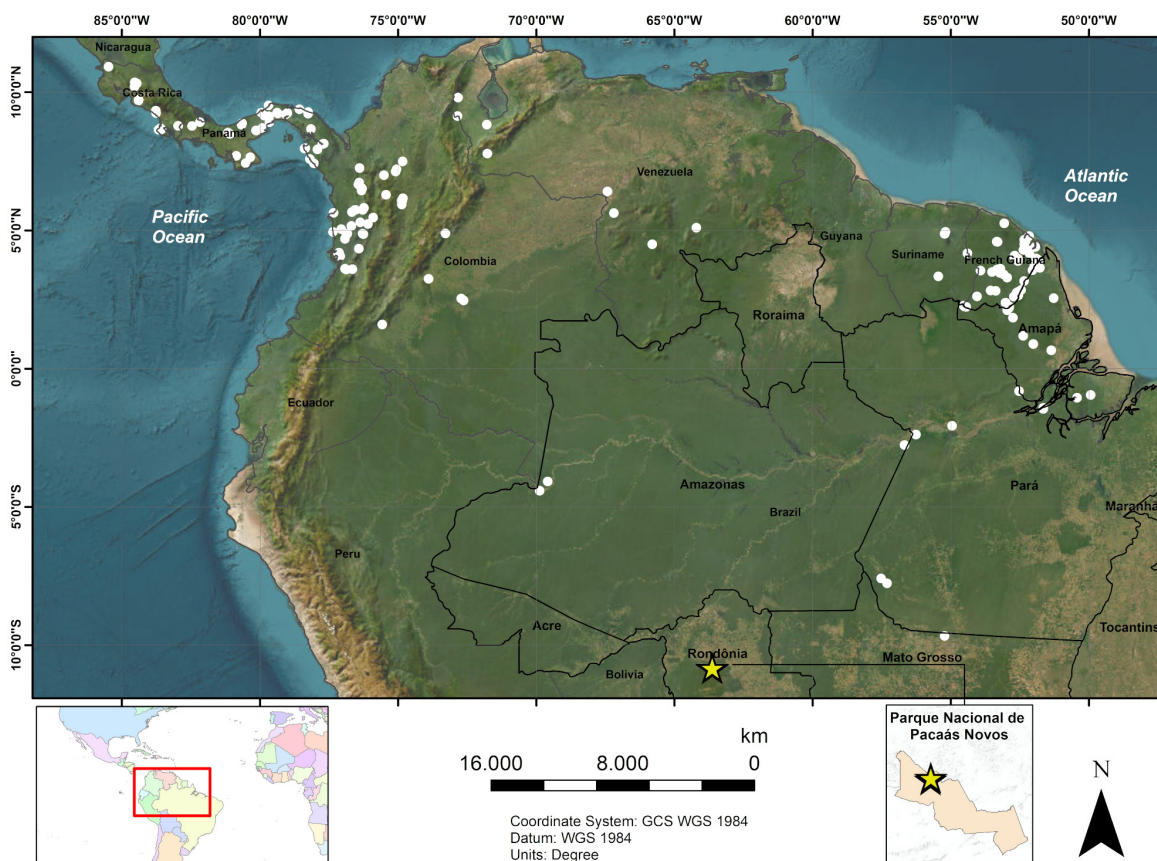 85°0'0"W 80°0'0"W 75°0'0"W 70°0'0"W 65°0'0"W 60°0'0"W 55°0'0"W 50°0'0"W
10°0'0"N
5°0'0"N
0°0'0"
5°0'0"S
10°0'0"S
Nicaragua
Costa Rica
Panamá
Pacific
Ocean
Atlantic
Ocean
Venezuela
Colombia
Guyana
Suriname
French Guiana
Roraima
Amapá
Ecuador
Amazonas
Pará
Brazil
Maranhã
Peru
Acre
Rondônia
Bolivia
Mato Grosso
Tocantins
km
16.000 8.000 0
Coordinate System: GCS WGS 1984
Datum: WGS 1984
Units: Degree
Parque Nacional de
Pacaás Novos
N